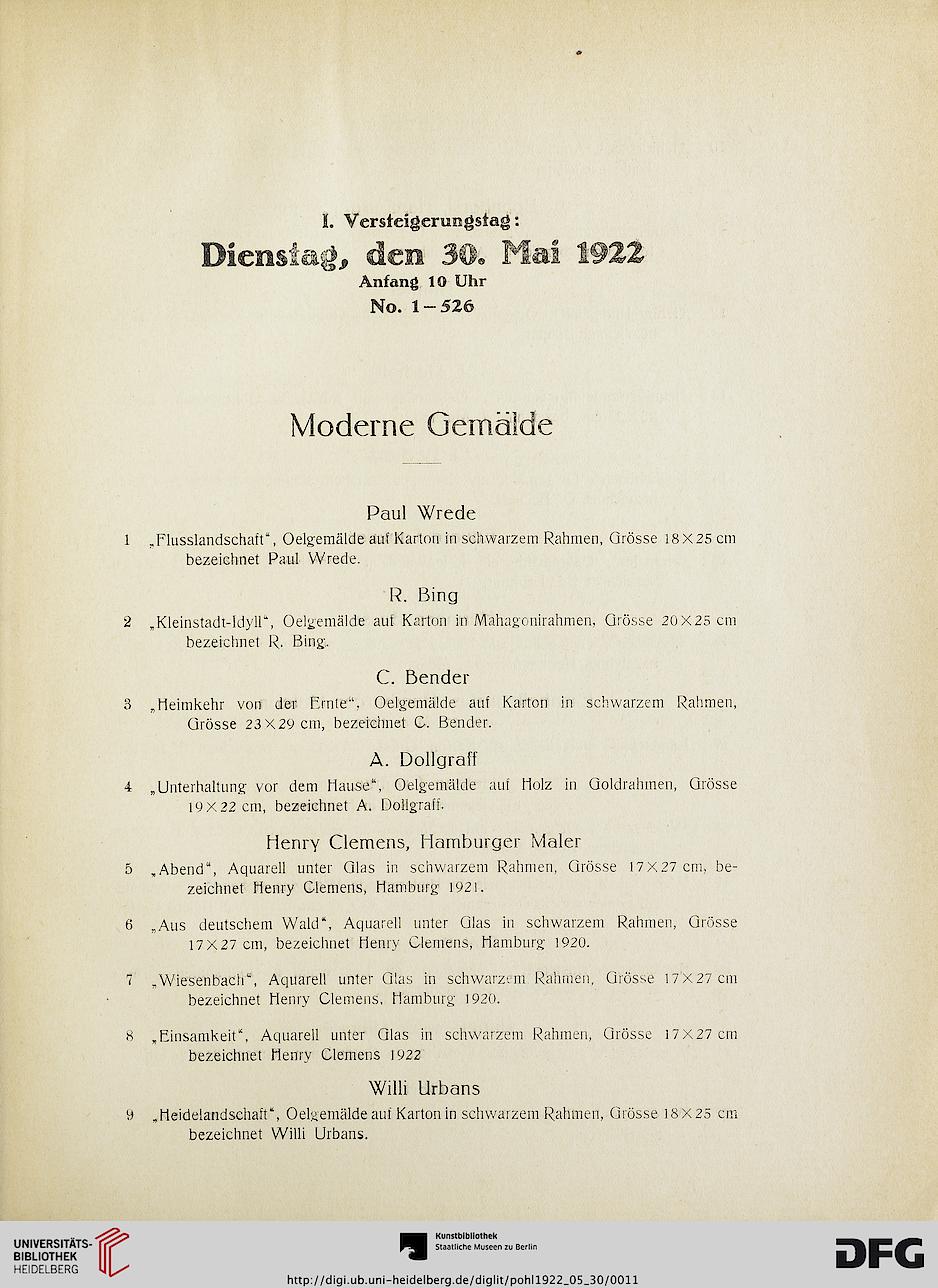 I. Versteigerungstag:
Dienstag, den 30. Mai 1922
Anfang 10 Uhr
No. 1–526
Moderne Gemälde
Paul Wrede
1 „Flusslandschaft“, Oelgemälde auf Karton in schwarzem Rahmen, Grösse 18×25 cm
bezeichnet Paul Wrede.
R. Bing
2 „Kleinstadt-Idyll“, Oelgemälde auf Karton in Mahagonirahmen, Grösse 20×25 cm
bezeichnet R. Bing.
C. Bender
3 „Heimkehr von der Ernte“, Oelgemälde auf Karton in schwarzem Rahmen,
Grösse 23×29 cm, bezeichnet C. Bender.
A. Dollgraff
4 „Unterhaltung vor dem Hause“, Oelgemälde auf Holz in Goldrahmen, Grösse
19×22 cm, bezeichnet A. Dollgraff.
Henry Clemens, Hamburger Maler
5 „Abend“, Aquarell unter Glas in schwarzem Rahmen, Grösse 17×27 cm, be-
zeichnet Henry Clemens, Hamburg 1921.
6 „Aus deutschem Wald“, Aquarell unter Glas in schwarzem Rahmen, Grösse
17×27 cm, bezeichnet Henry Clemens, Hamburg 1920.
7 „Wiesenbach“, Aquarell unter Glas in schwarzem Rahmen, Grösse 17×27 cm
bezeichnet Henry Clemens, Hamburg 1920.
8 „Einsamkeit“, Aquarell unter Glas in schwarzem Rahmen, Grösse 17×27 cm
bezeichnet Henry Clemens 1922
Willi Urbans
9 „Heidelandschaft“, Oelgemälde auf Karton in schwarzem Rahmen, Grösse 18×25 cm
bezeichnet Willi Urbans.
UNIVERSITÄTS-
BIBLIOTHEK
HEIDELBERG
Kunstbibliothek
Staatliche Museen zu Berlin
DFG
http://digi.ub.uni-heidelberg.de/diglit/pohl1922_05_30/0011